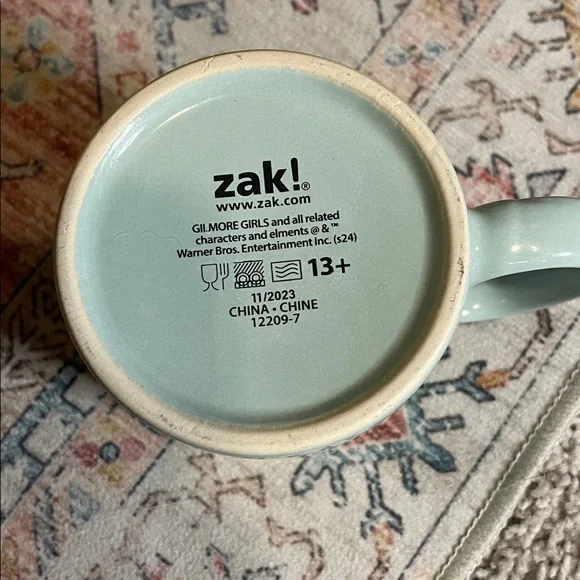 zak!®
www.zak.com
GILMORE GIRLS and all related
characters and elments @ & ™
Warner Bros. Entertainment Inc. (s24)
13+
11/2023
CHINA • CHINE
12209-7